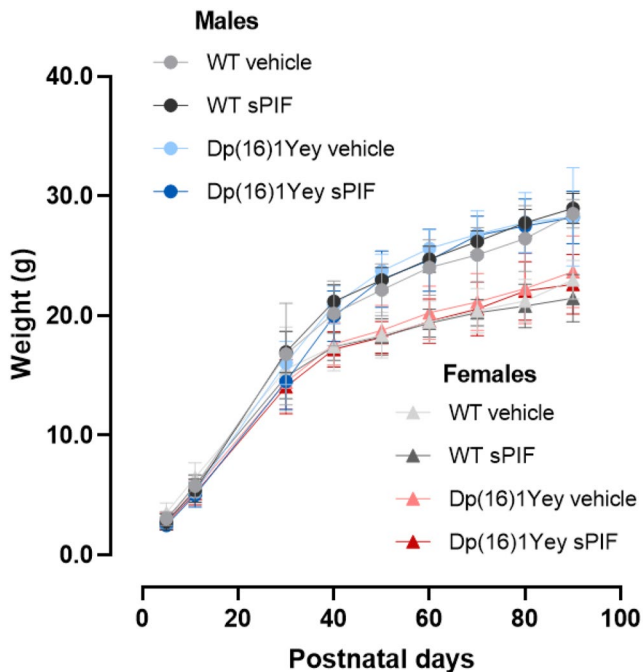 Males
WT vehicle
WT sPIF
Dp(16)1Yey vehicle
Dp(16)1Yey sPIF
40.0
30.0
20.0
10.0
0.0
Weight (g)
Females
WT vehicle
WT sPIF
Dp(16)1Yey vehicle
Dp(16)1Yey sPIF
0 20 40 60 80 100
Postnatal days